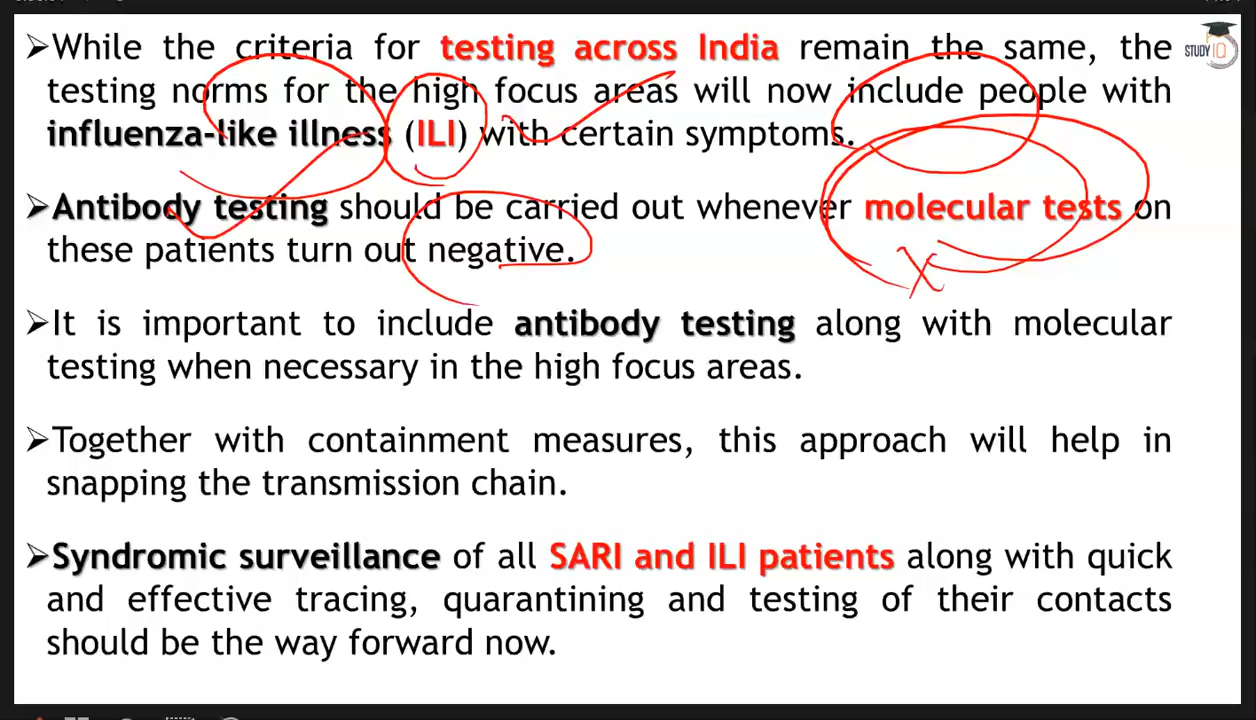 ➢While the criteria for testing across India remain the same, the
testing norms for the high focus areas will now include people with
influenza-like illness (ILI) with certain symptoms.
➢Antibody testing should be carried out whenever molecular tests on
these patients turn out negative.
➢It is important to include antibody testing along with molecular
testing when necessary in the high focus areas.
➢Together with containment measures, this approach will help in
snapping the transmission chain.
➢Syndromic surveillance of all SARI and ILI patients along with quick
and effective tracing, quarantining and testing of their contacts
should be the way forward now.
STUDY IQ